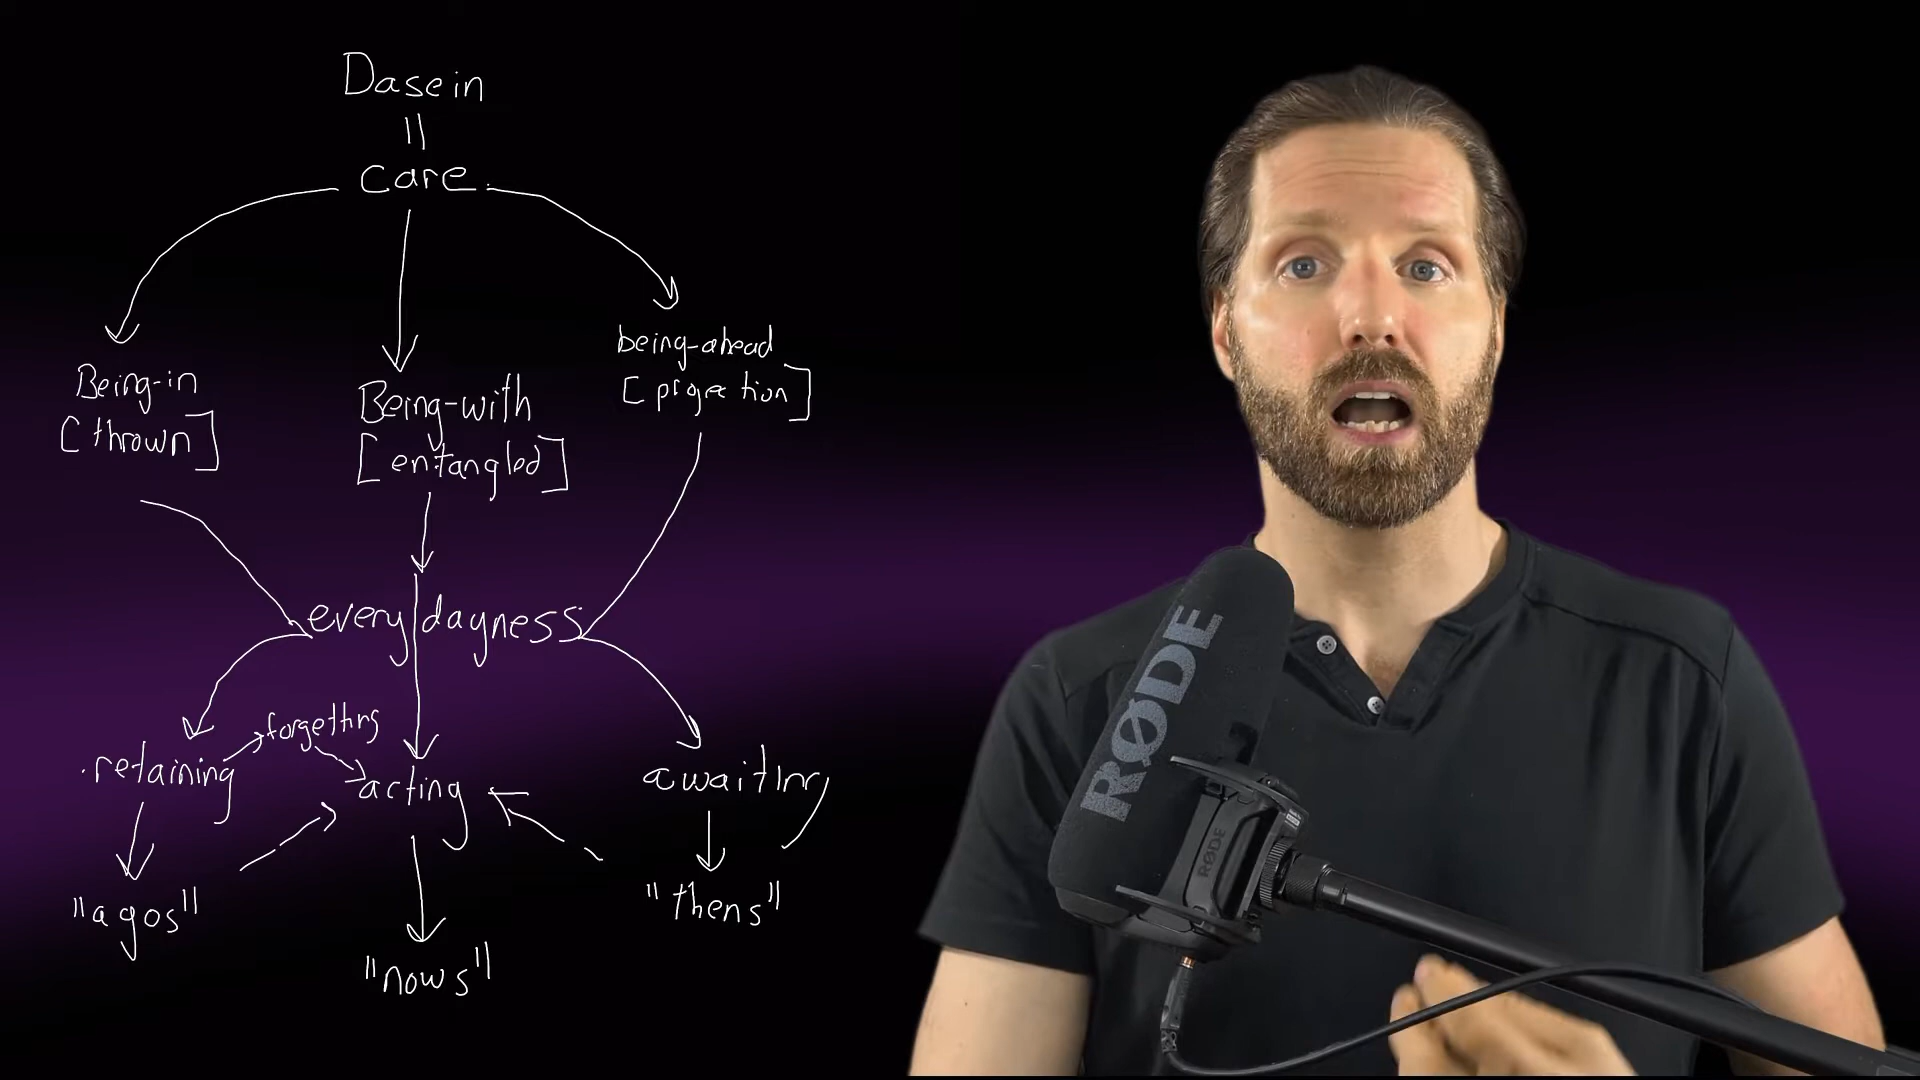 Dasein
||
care
Being-in
[thrown]
Being-with
[entangled]
being-ahead
[projection]
everydayness
retaining
forgetting
acting
awaiting
"agos"
"nows"
"thens"
RØDE
RØDE